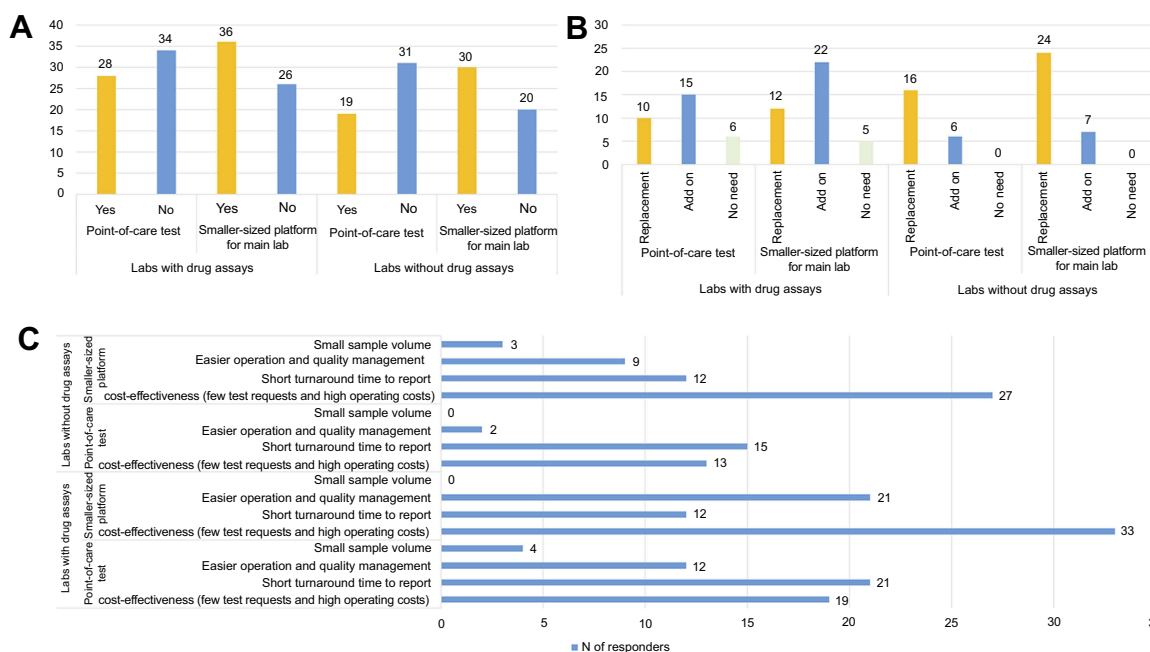 A
40
35
30
25
20
15
10
5
0
28
34
36
26
19
31
30
20
Yes
No
Yes
No
Yes
No
Yes
No
Point-of-care test
Smaller-sized platform
for main lab
Point-of-care test
Smaller-sized platform
for main lab
Labs with drug assays
Labs without drug assays
B
30
25
20
15
10
5
0
10
15
6
12
22
5
16
6
0
24
7
0
Replacement
Add on
No need
Replacement
Add on
No need
Replacement
Add on
No need
Replacement
Add on
No need
Point-of-care test
Smaller-sized platform
for main lab
Point-of-care test
Smaller-sized platform
for main lab
Labs with drug assays
Labs without drug assays
C
Labs without drug assays
Smaller-sized
platform
Small sample volume 3
Easier operation and quality management 9
Short turnaround time to report 12
cost-effectiveness (few test requests and high operating costs) 27
Point-of-care
test
Small sample volume 0
Easier operation and quality management 2
Short turnaround time to report 15
cost-effectiveness (few test requests and high operating costs) 13
Labs with drug assays
Smaller-sized
platform
Small sample volume 0
Easier operation and quality management 21
Short turnaround time to report 12
cost-effectiveness (few test requests and high operating costs) 33
Point-of-care
test
Small sample volume 4
Easier operation and quality management 12
Short turnaround time to report 21
cost-effectiveness (few test requests and high operating costs) 19
0 5 10 15 20 25 30
N of responders